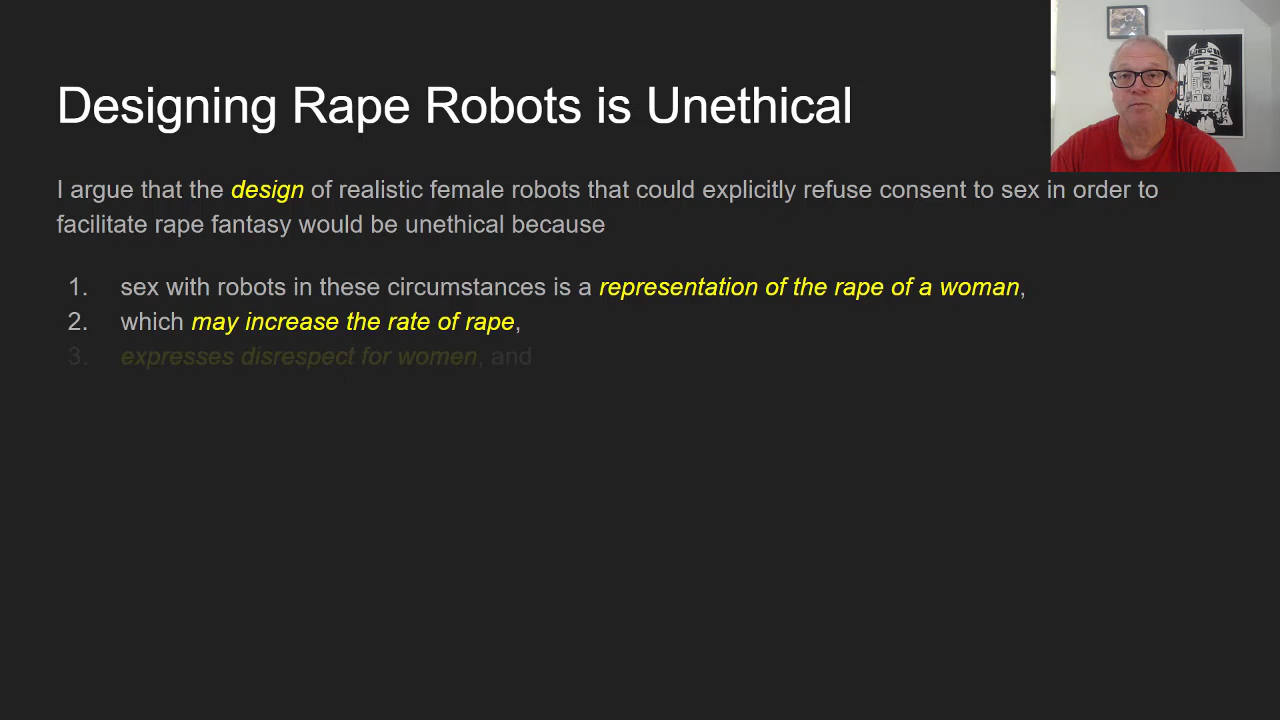 Designing Rape Robots is Unethical
I argue that the design of realistic female robots that could explicitly refuse consent to sex in order to
facilitate rape fantasy would be unethical because
1. sex with robots in these circumstances is a representation of the rape of a woman,
2. which may increase the rate of rape,
3. expresses disrespect for women, and